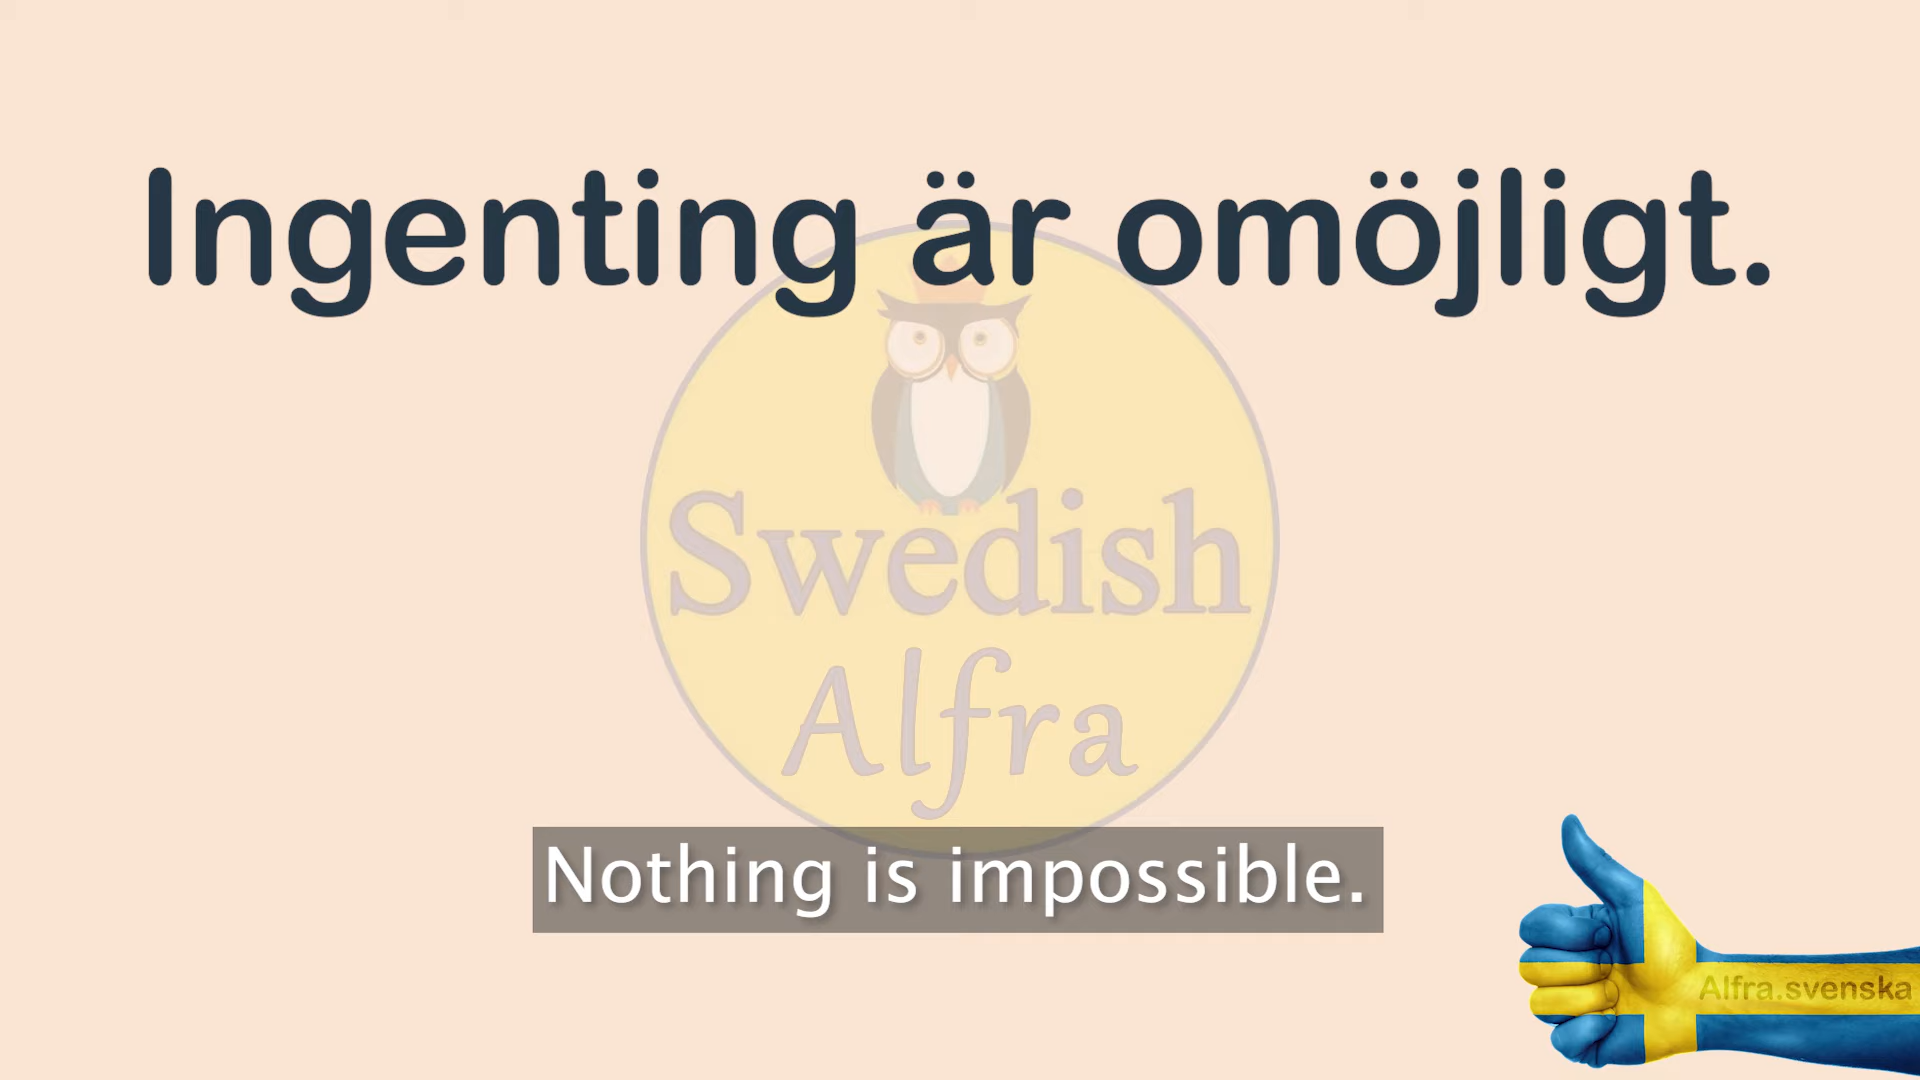 Ingenting är omöjligt.
Swedish
Alfra
Nothing is impossible.
Alfra.svenska